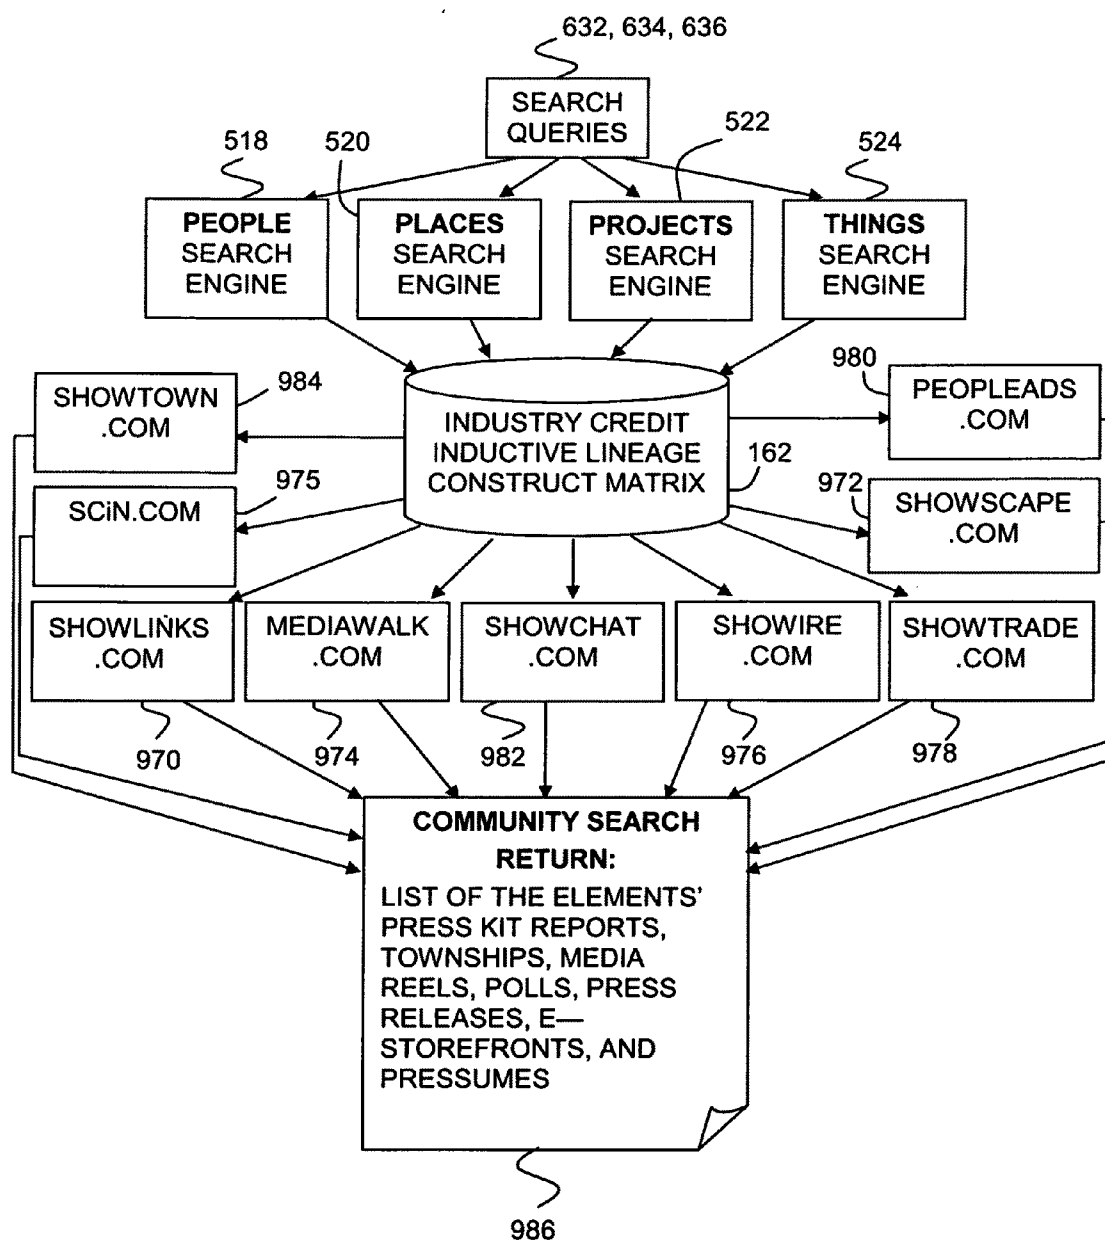 632, 634, 636
SEARCH
QUERIES
518
520
522
524
PEOPLE
SEARCH
ENGINE
PLACES
SEARCH
ENGINE
PROJECTS
SEARCH
ENGINE
THINGS
SEARCH
ENGINE
984
SHOWTOWN
.COM
INDUSTRY CREDIT
INDUCTIVE LINEAGE
CONSTRUCT MATRIX
980
PEOPLEADS
.COM
975
SCiN.COM
162
972
SHOWSCAPE
.COM
SHOWLINKS
.COM
MEDIAWALK
.COM
SHOWCHAT
.COM
SHOWIRE
.COM
SHOWTRADE
.COM
970
974
982
976
978
COMMUNITY SEARCH
RETURN:
LIST OF THE ELEMENTS’
PRESS KIT REPORTS,
TOWNSHIPS, MEDIA
REELS, POLLS, PRESS
RELEASES, E—
STOREFRONTS, AND
PRESSUMES
986